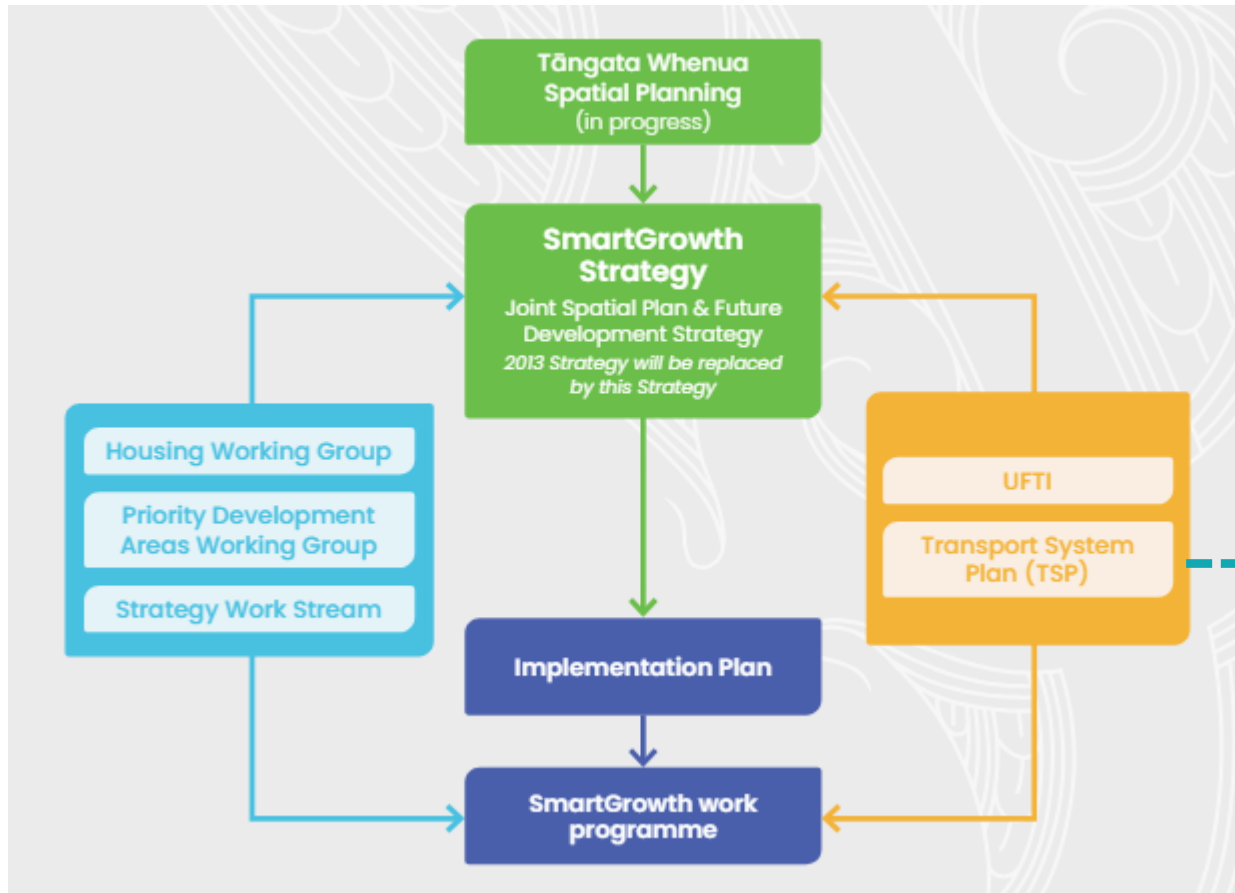 Tāngata Whenua
Spatial Planning
(in progress)
SmartGrowth
Strategy
Joint Spatial Plan & Future
Development Strategy
2013 Strategy will be replaced
by this Strategy
Housing Working Group
Priority Development
Areas Working Group
Strategy Work Stream
UFTI
Transport System
Plan (TSP)
Implementation Plan
SmartGrowth work
programme